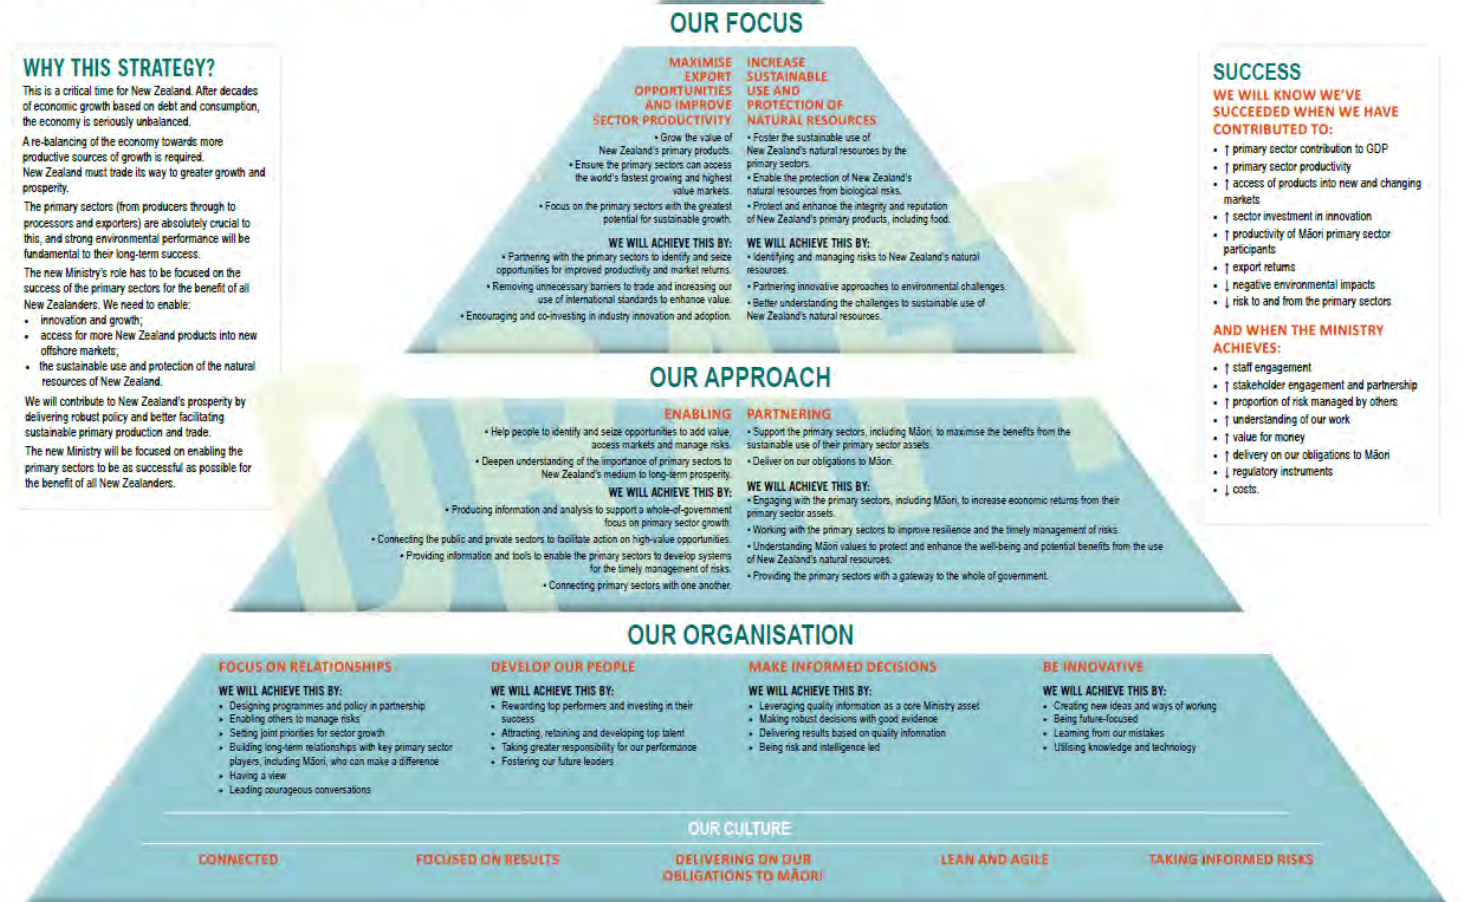 OUR FOCUS
WHY THIS STRATEGY?
This is a critical time for New Zealand. After decades
of economic growth based on debt and consumption,
the economy is seriously unbalanced.
A re-balancing of the economy towards more
productive sources of growth is required.
New Zealand must trade its way to greater growth and
prosperity.
The primary sectors (from producers through to
processors and exporters) are absolutely crucial to
this, and strong environmental performance will be
fundamental to their long-term success.
The new Ministry's role has to be focused on the
success of the primary sectors for the benefit of all
New Zealanders. We need to enable:
• innovation and growth;
• access for more New Zealand products into new
offshore markets;
• the sustainable use and protection of the natural
resources of New Zealand.
We will contribute to New Zealand's prosperity by
delivering robust policy and better facilitating
sustainable primary production and trade.
The new Ministry will be focused on enabling the
primary sectors to be as successful as possible for
the benefit of all New Zealanders.
MAXIMISE
EXPORT
OPPORTUNITIES
AND IMPROVE
SECTOR PRODUCTIVITY
• Grow the value of
New Zealand's primary products.
• Ensure the primary sectors can access
the world's fastest growing and highest
value markets.
• Focus on the primary sectors with the greatest
potential for sustainable growth.
WE WILL ACHIEVE THIS BY:
• Partnering with the primary sectors to identify and seize
opportunities for improved productivity and market returns.
• Removing unnecessary barriers to trade and increasing our
use of international standards to enhance value.
• Encouraging and co-investing in industry innovation and adoption.
INCREASE
SUSTAINABLE
USE AND
PROTECTION OF
NATURAL RESOURCES
• Foster the sustainable use of
New Zealand's natural resources by the
primary sectors.
• Enable the protection of New Zealand's
natural resources from biological risks.
• Protect and enhance the integrity and reputation
of New Zealand's primary products, including food.
WE WILL ACHIEVE THIS BY:
• Identifying and managing risks to New Zealand's natural
resources.
• Partnering innovative approaches to environmental challenges.
• Better understanding the challenges to sustainable use of
New Zealand's natural resources.
SUCCESS
WE WILL KNOW WE'VE
SUCCEEDED WHEN WE HAVE
CONTRIBUTED TO:
• ↑ primary sector contribution to GDP
• ↑ primary sector productivity
• ↑ access of products into new and changing
markets
• ↑ sector investment in innovation
• ↑ productivity of Māori primary sector
participants
• ↑ export returns
• ↓ negative environmental impacts
• ↓ risk to and from the primary sectors
AND WHEN THE MINISTRY
ACHIEVES:
• ↑ staff engagement
• ↑ stakeholder engagement and partnership
• ↑ proportion of risk managed by others
• ↑ understanding of our work
• ↑ value for money
• ↑ delivery on our obligations to Māori
• ↓ regulatory instruments
• ↓ costs.
DRAFT
OUR APPROACH
ENABLING
• Help people to identify and seize opportunities to add value,
access markets and manage risks.
• Deepen understanding of the importance of primary sectors to
New Zealand's medium to long-term prosperity.
WE WILL ACHIEVE THIS BY:
• Producing information and analysis to support a whole-of-government
focus on primary sector growth.
• Connecting the public and private sectors to facilitate action on high-value opportunities.
• Providing information and tools to enable the primary sectors to develop systems
for the timely management of risks.
• Connecting primary sectors with one another.
PARTNERING
• Support the primary sectors, including Māori, to maximise the benefits from the
sustainable use of their primary sector assets.
• Deliver on our obligations to Māori.
WE WILL ACHIEVE THIS BY:
• Engaging with the primary sectors, including Māori, to increase economic returns from their
primary sector assets.
• Working with the primary sectors to improve resilience and the timely management of risks.
• Understanding Māori values to protect and enhance the well-being and potential benefits from the use
of New Zealand's natural resources.
• Providing the primary sectors with a gateway to the whole of government.
OUR ORGANISATION
FOCUS ON RELATIONSHIPS
WE WILL ACHIEVE THIS BY:
• Designing programmes and policy in partnership
• Enabling others to manage risks
• Setting joint priorities for sector growth
• Building long-term relationships with key primary sector
players, including Māori, who can make a difference
• Having a view
• Leading courageous conversations
DEVELOP OUR PEOPLE
WE WILL ACHIEVE THIS BY:
• Rewarding top performers and investing in their
success
• Attracting, retaining and developing top talent
• Taking greater responsibility for our performance
• Fostering our future leaders
MAKE INFORMED DECISIONS
WE WILL ACHIEVE THIS BY:
• Leveraging quality information as a core Ministry asset
• Making robust decisions with good evidence
• Delivering results based on quality information
• Being risk and intelligence led
BE INNOVATIVE
WE WILL ACHIEVE THIS BY:
• Creating new ideas and ways of working
• Being future-focused
• Learning from our mistakes
• Utilising knowledge and technology
OUR CULTURE
CONNECTED
FOCUSED ON RESULTS
DELIVERING ON OUR
OBLIGATIONS TO MĀORI
LEAN AND AGILE
TAKING INFORMED RISKS